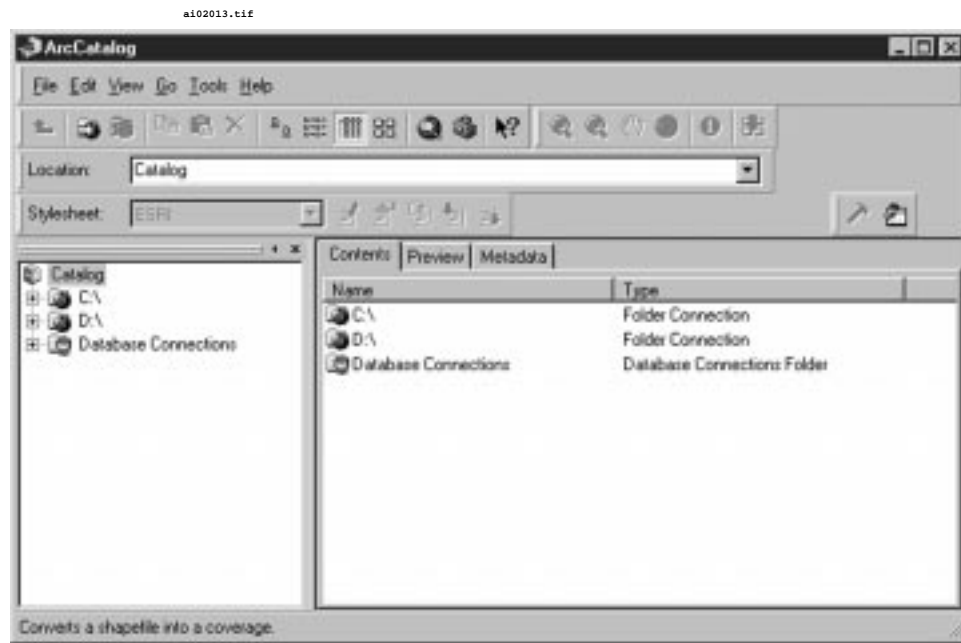 ai02013.tif
ArcCatalog
File Edit View Go Tools Help
Location: Catalog
Stylesheet: ESRI
Contents Preview Metadata
Catalog
C:\
D:\
Database Connections
Name Type
C:\ Folder Connection
D:\ Folder Connection
Database Connections Database Connections Folder
Converts a shapefile into a coverage.